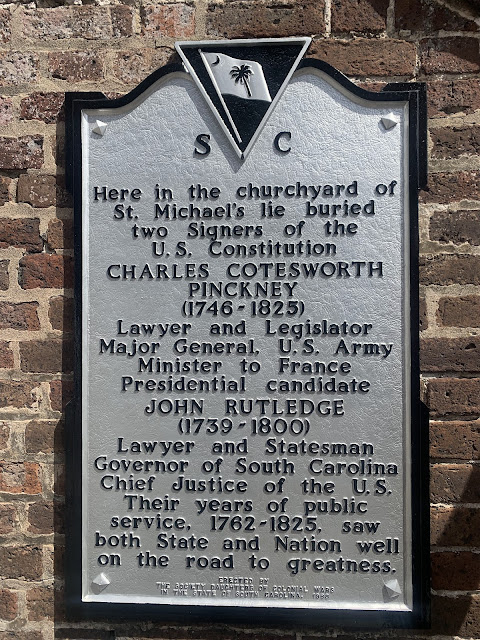 S C
Here in the churchyard of
St. Michael's lie buried
two Signers of the
U.S. Constitution
CHARLES COTESWORTH
PINCKNEY
(1746-1825)
Lawyer and Legislator
Major General, U.S. Army
Minister to France
Presidential candidate
JOHN RUTLEDGE
(1739-1800)
Lawyer and Statesman
Governor of South Carolina
Chief Justice of the U.S.
Their years of public
service, 1762-1825, saw
both State and Nation well
on the road to greatness.
ERECTED BY
THE SOCIETY DAUGHTERS OF COLONIAL WARS
IN THE STATE OF SOUTH CAROLINA,